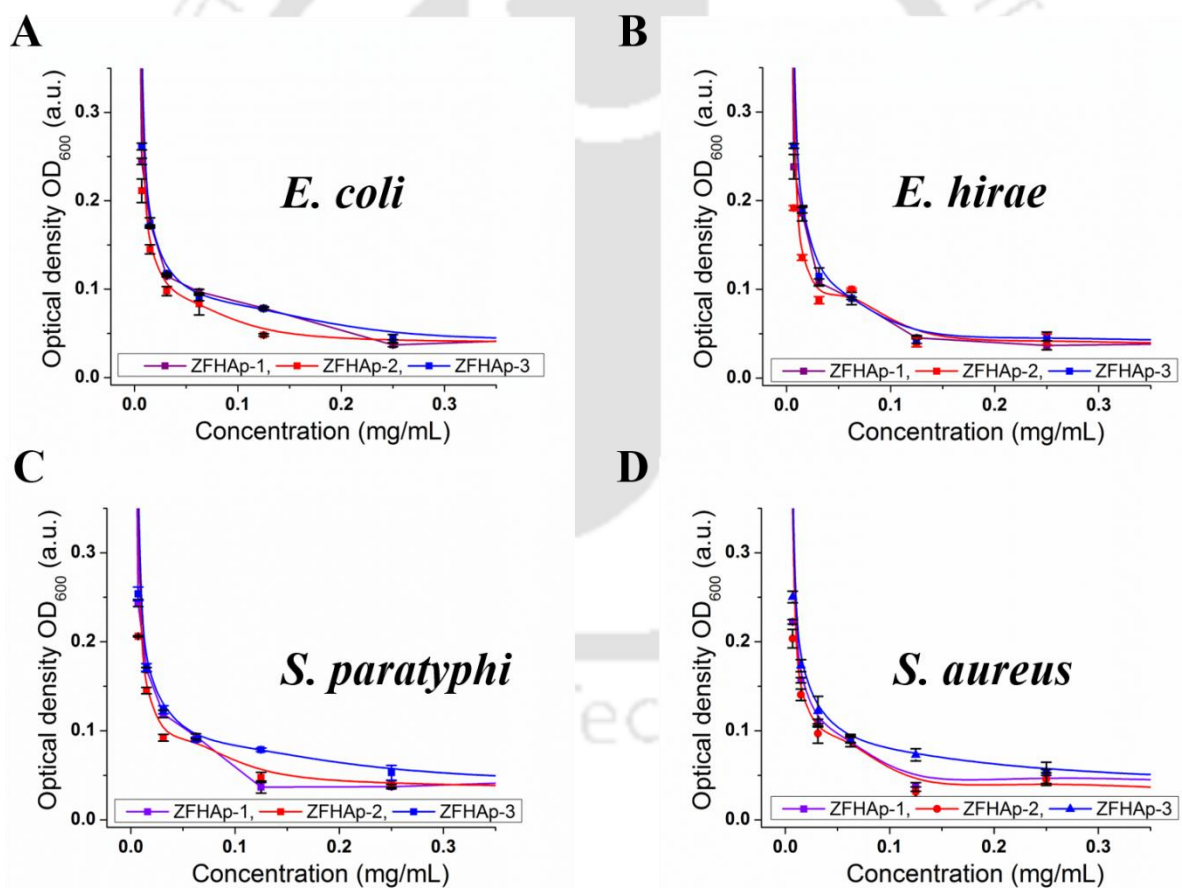 A
Optical density OD600 (a.u.)
0.3
0.2
0.1
0.0
E. coli
ZFHAp-1, ZFHAp-2, ZFHAp-3
0.0 0.1 0.2 0.3
Concentration (mg/mL)
B
Optical density OD600 (a.u.)
0.3
0.2
0.1
0.0
E. hirae
ZFHAp-1, ZFHAp-2, ZFHAp-3
0.0 0.1 0.2 0.3
Concentration (mg/mL)
C
Optical density OD600 (a.u.)
0.3
0.2
0.1
0.0
S. paratyphi
ZFHAp-1, ZFHAp-2, ZFHAp-3
0.0 0.1 0.2 0.3
Concentration (mg/mL)
D
Optical density OD600 (a.u.)
0.3
0.2
0.1
0.0
S. aureus
ZFHAp-1, ZFHAp-2, ZFHAp-3
0.0 0.1 0.2 0.3
Concentration (mg/mL)